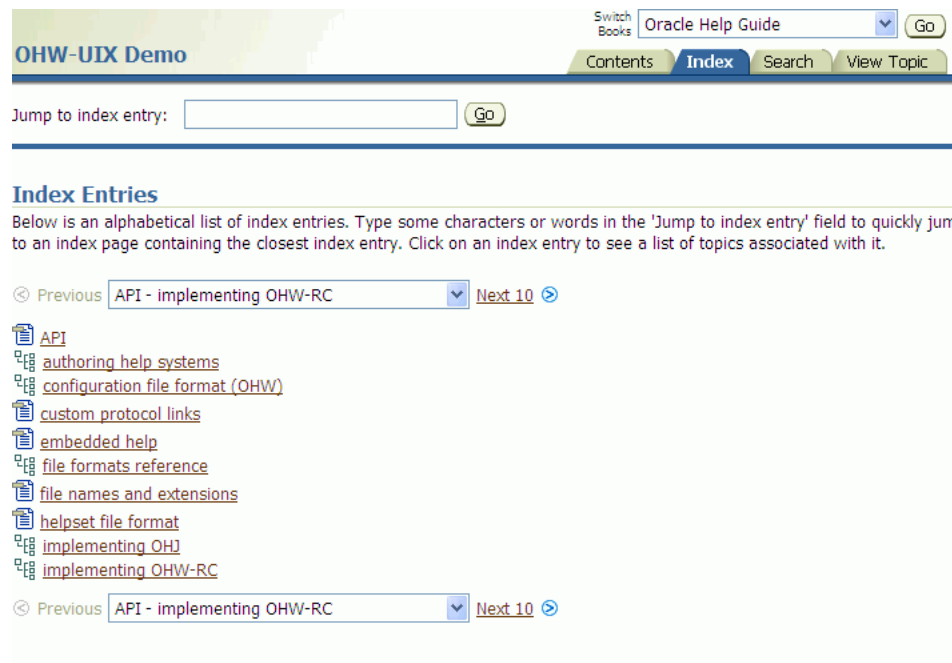 Switch
Books Oracle Help Guide Go
OHW-UIX Demo
Contents Index Search View Topic
Jump to index entry: Go
Index Entries
Below is an alphabetical list of index entries. Type some characters or words in the 'Jump to index entry' field to quickly jum
to an index page containing the closest index entry. Click on an index entry to see a list of topics associated with it.
Previous API - implementing OHW-RC Next 10
API
authoring help systems
configuration file format (OHW)
custom protocol links
embedded help
file formats reference
file names and extensions
helpset file format
implementing OHJ
implementing OHW-RC
Previous API - implementing OHW-RC Next 10